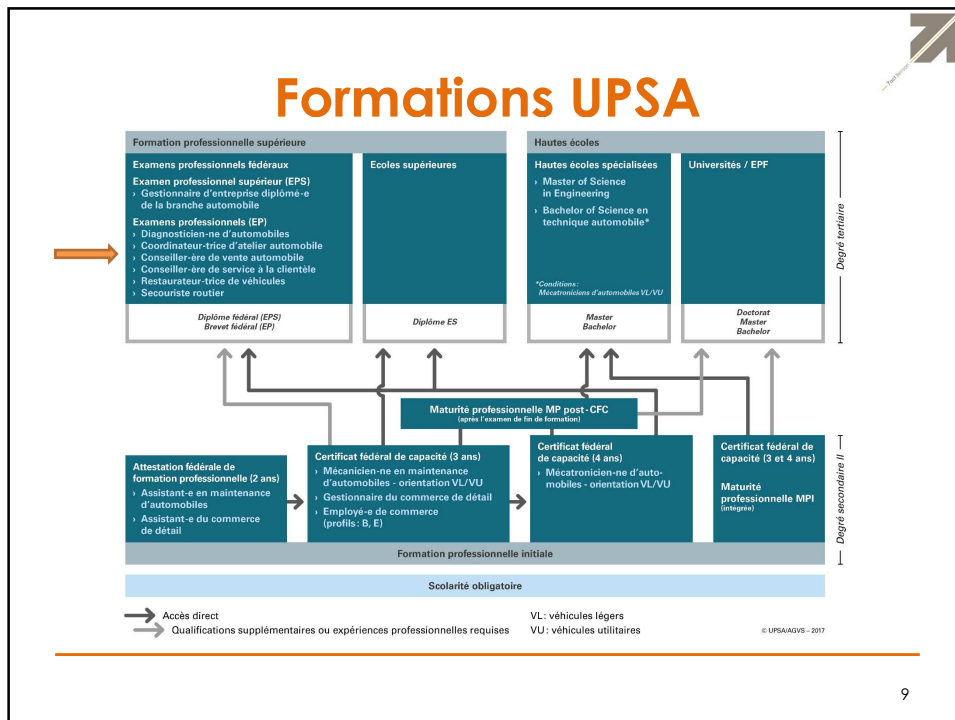 Formations UPSA
Formation professionnelle supérieure
Examens professionnels fédéraux
Examen professionnel supérieur (EPS)
› Gestionnaire d'entreprise diplômé-e
de la branche automobile
Examens professionnels (EP)
› Diagnosticien-ne d'automobiles
› Coordinateur-trice d'atelier automobile
› Conseiller-ère de vente automobile
› Conseiller-ère de service à la clientèle
› Restaurateur-trice de véhicules
› Secouriste routier
Diplôme fédéral (EPS)
Brevet fédéral (EP)
Ecoles supérieures
Diplôme ES
Hautes écoles
Hautes écoles spécialisées
› Master of Science
in Engineering
› Bachelor of Science en
technique automobile*
*Conditions:
Mécatroniciens d'automobiles VL/VU
Master
Bachelor
Universités / EPF
Doctorat
Master
Bachelor
Degré tertiaire
Maturité professionnelle MP post-CFC
(après l'examen de fin de formation)
Attestation fédérale de
formation professionnelle (2 ans)
› Assistant-e en maintenance
d'automobiles
› Assistant-e du commerce
de détail
Certificat fédéral de capacité (3 ans)
› Mécanicien-ne en maintenance
d'automobiles - orientation VL/VU
› Gestionnaire du commerce de détail
› Employé-e de commerce
(profils: B, E)
Certificat fédéral
de capacité (4 ans)
› Mécatronicien-ne d'auto-
mobiles - orientation VL/VU
Certificat fédéral de
capacité (3 et 4 ans)
Maturité
professionnelle MPI
(intégrée)
Degré secondaire II
Formation professionnelle initiale
Scolarité obligatoire
Accès direct
Qualifications supplémentaires ou expériences professionnelles requises
VL: véhicules légers
VU: véhicules utilitaires
© UPSA/AGVS – 2017
9